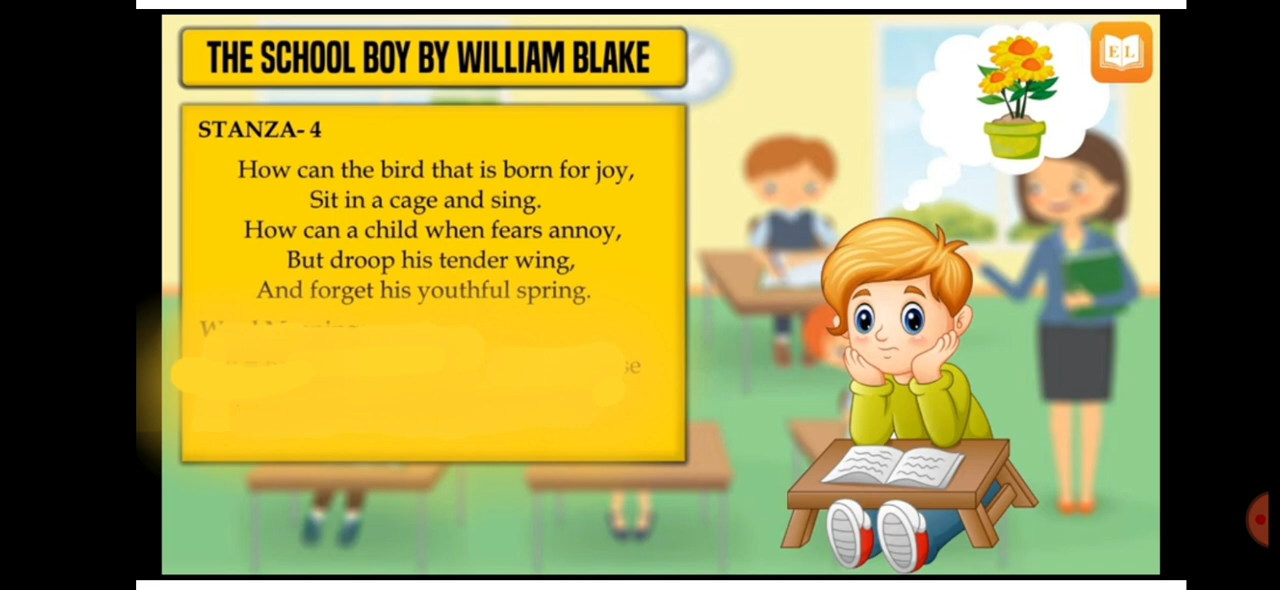 THE SCHOOL BOY BY WILLIAM BLAKE
E L
STANZA- 4
How can the bird that is born for joy,
Sit in a cage and sing.
How can a child when fears annoy,
But droop his tender wing,
And forget his youthful spring.